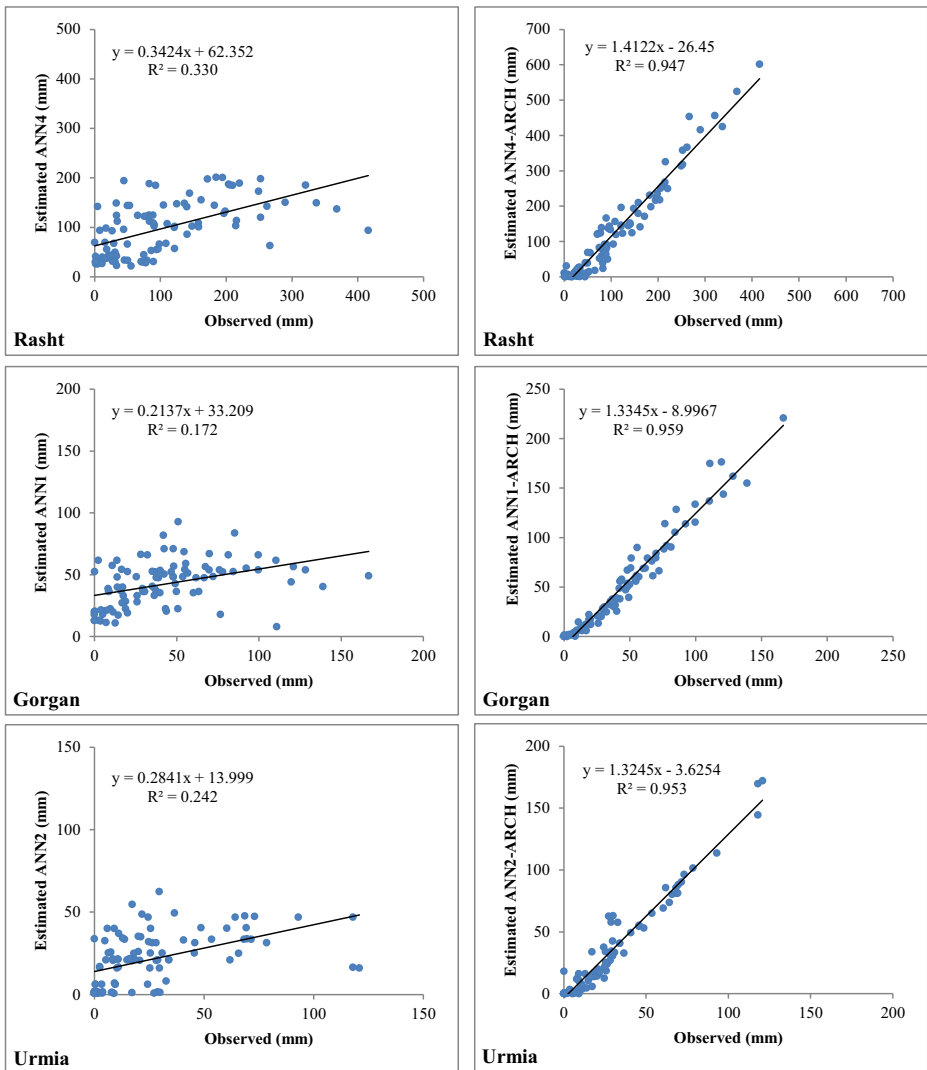 y = 0.3424x + 62.352
R² = 0.330
Estimated ANN4 (mm)
500
400
300
200
100
0
0 100 200 300 400 500
Observed (mm)
Rasht
y = 1.4122x - 26.45
R² = 0.947
Estimated ANN4-ARCH (mm)
700
600
500
400
300
200
100
0
0 100 200 300 400 500 600 700
Observed (mm)
Rasht
y = 0.2137x + 33.209
R² = 0.172
Estimated ANN1 (mm)
200
150
100
50
0
0 50 100 150 200
Observed (mm)
Gorgan
y = 1.3345x - 8.9967
R² = 0.959
Estimated ANN1-ARCH (mm)
250
200
150
100
50
0
0 50 100 150 200 250
Observed (mm)
Gorgan
y = 0.2841x + 13.999
R² = 0.242
Estimated ANN2 (mm)
150
100
50
0
0 50 100 150
Observed (mm)
Urmia
y = 1.3245x - 3.6254
R² = 0.953
Estimated ANN2-ARCH (mm)
200
150
100
50
0
0 50 100 150 200
Observed (mm)
Urmia